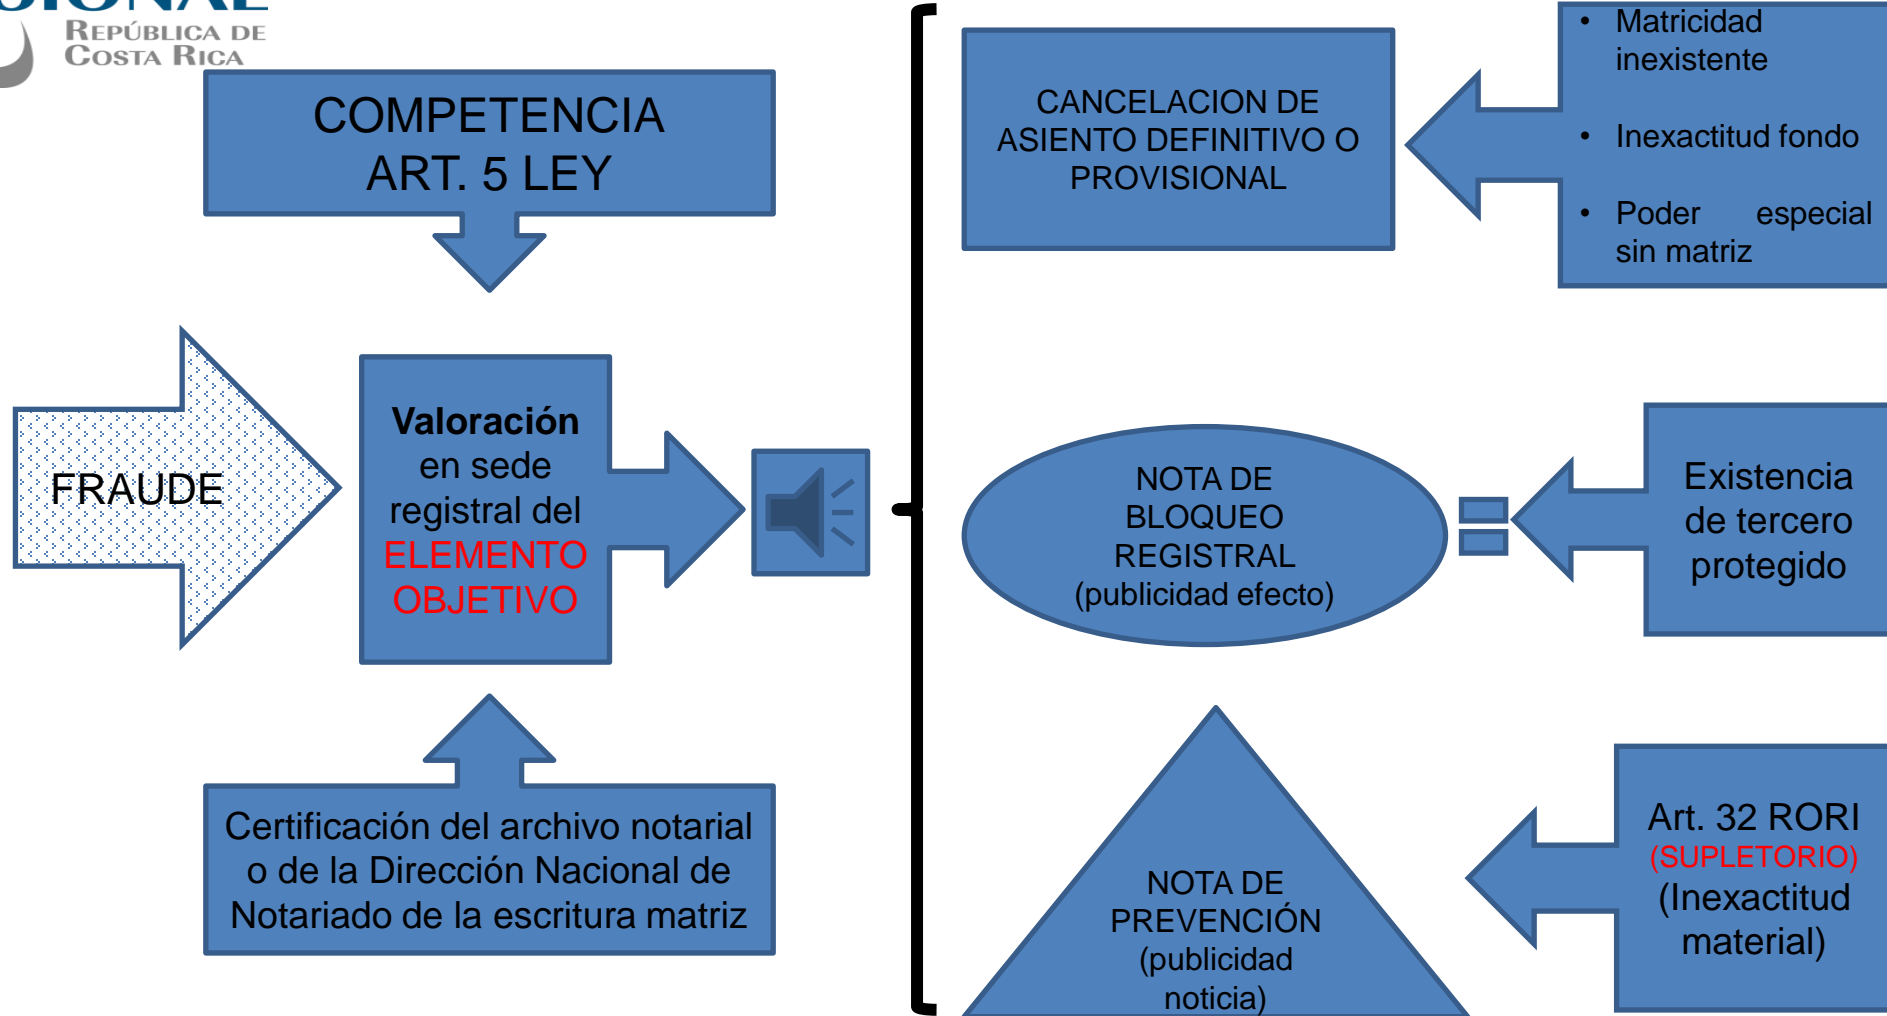 REPÚBLICA DE
COSTA RICA
COMPETENCIA
ART. 5 LEY
FRAUDE
Valoración
en sede
registral del
ELEMENTO
OBJETIVO
Certificación del archivo notarial
o de la Dirección Nacional de
Notariado de la escritura matriz
CANCELACION DE
ASIENTO DEFINITIVO O
PROVISIONAL
• Matricidad
inexistente
• Inexactitud fondo
• Poder especial
sin matriz
NOTA DE
BLOQUEO
REGISTRAL
(publicidad efecto)
Existencia
de tercero
protegido
NOTA DE
PREVENCIÓN
(publicidad
noticia)
Art. 32 RORI
(SUPLETORIO)
(Inexactitud
material)